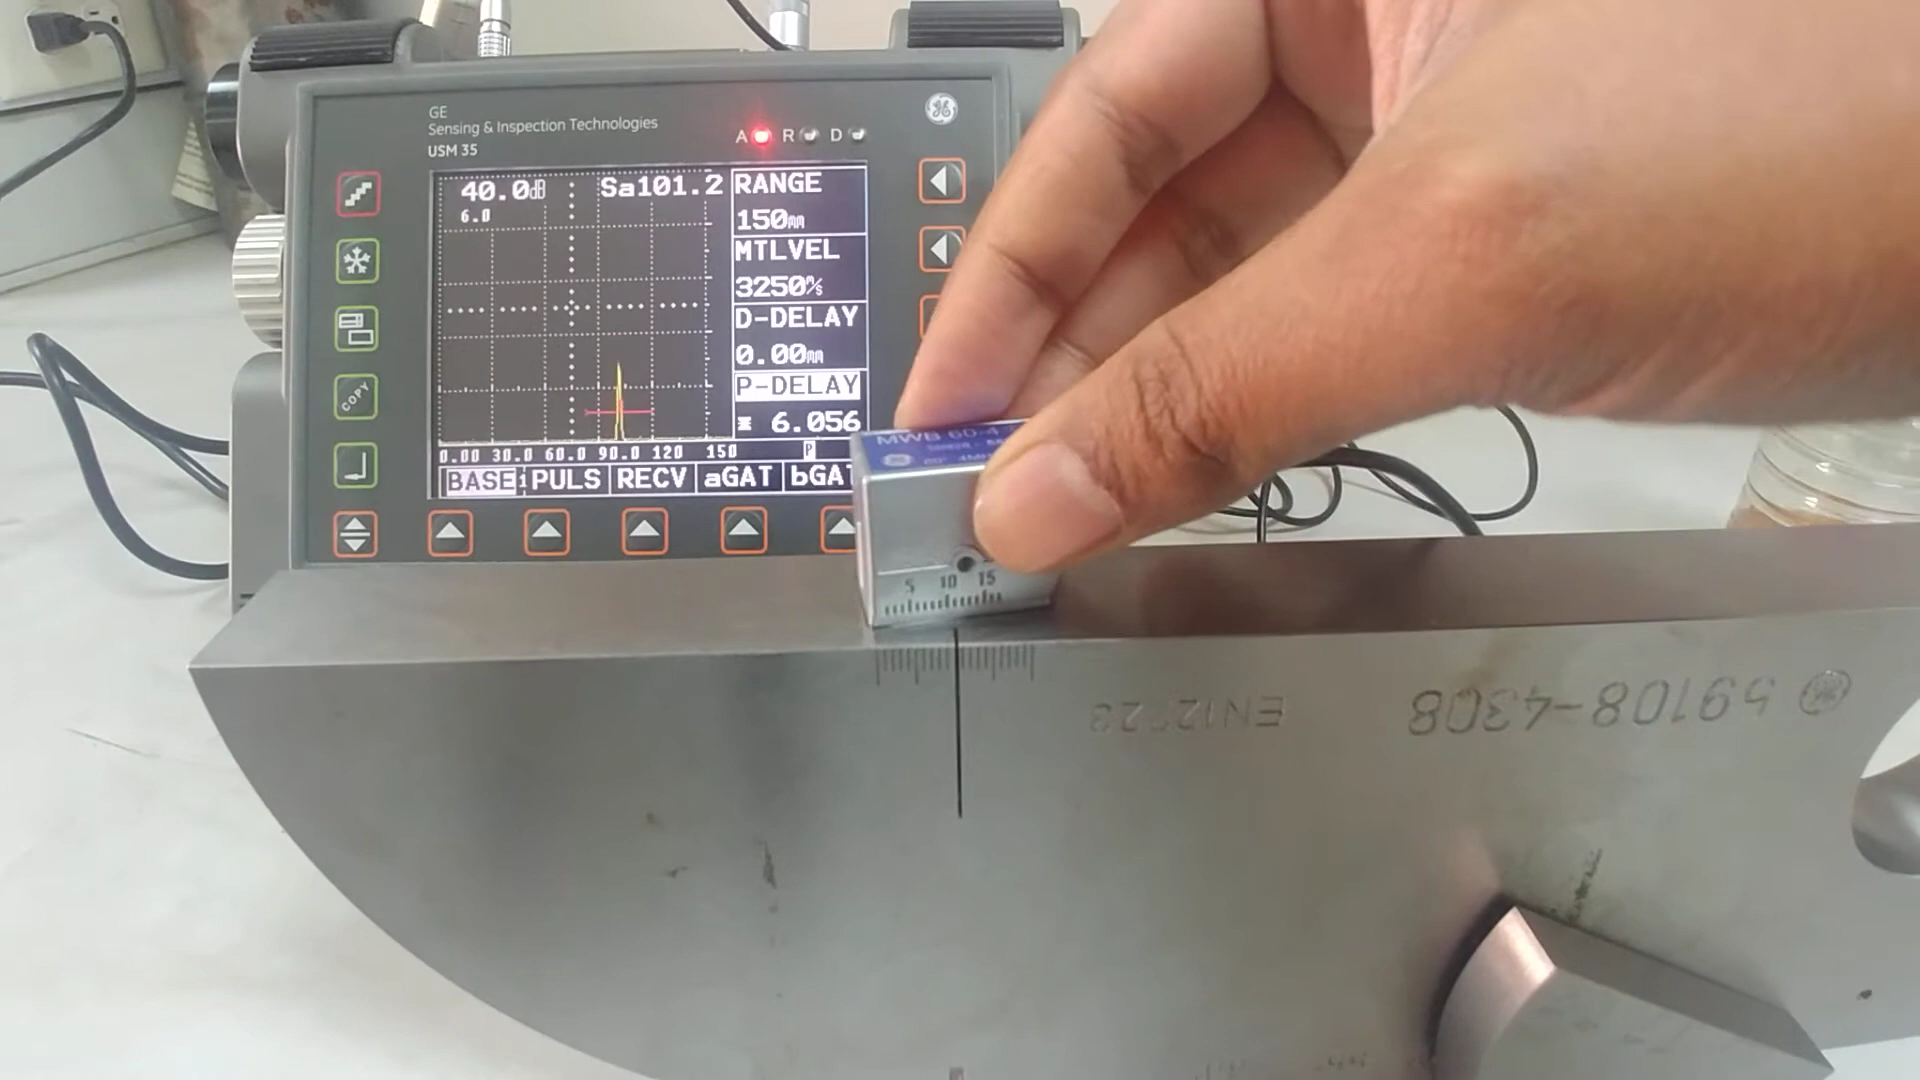 GE
Sensing & Inspection Technologies
USM 35
A R D
40.0dB
6.0
Sa101.2
RANGE
150mm
MTLVEL
3250m/s
D-DELAY
0.00mm
P-DELAY
6.056
0.00 30.0 60.0 90.0 120 150
BASE PULS RECV aGAT bGAT
COPY
MWB 60-4
5 10 15
59108-4308